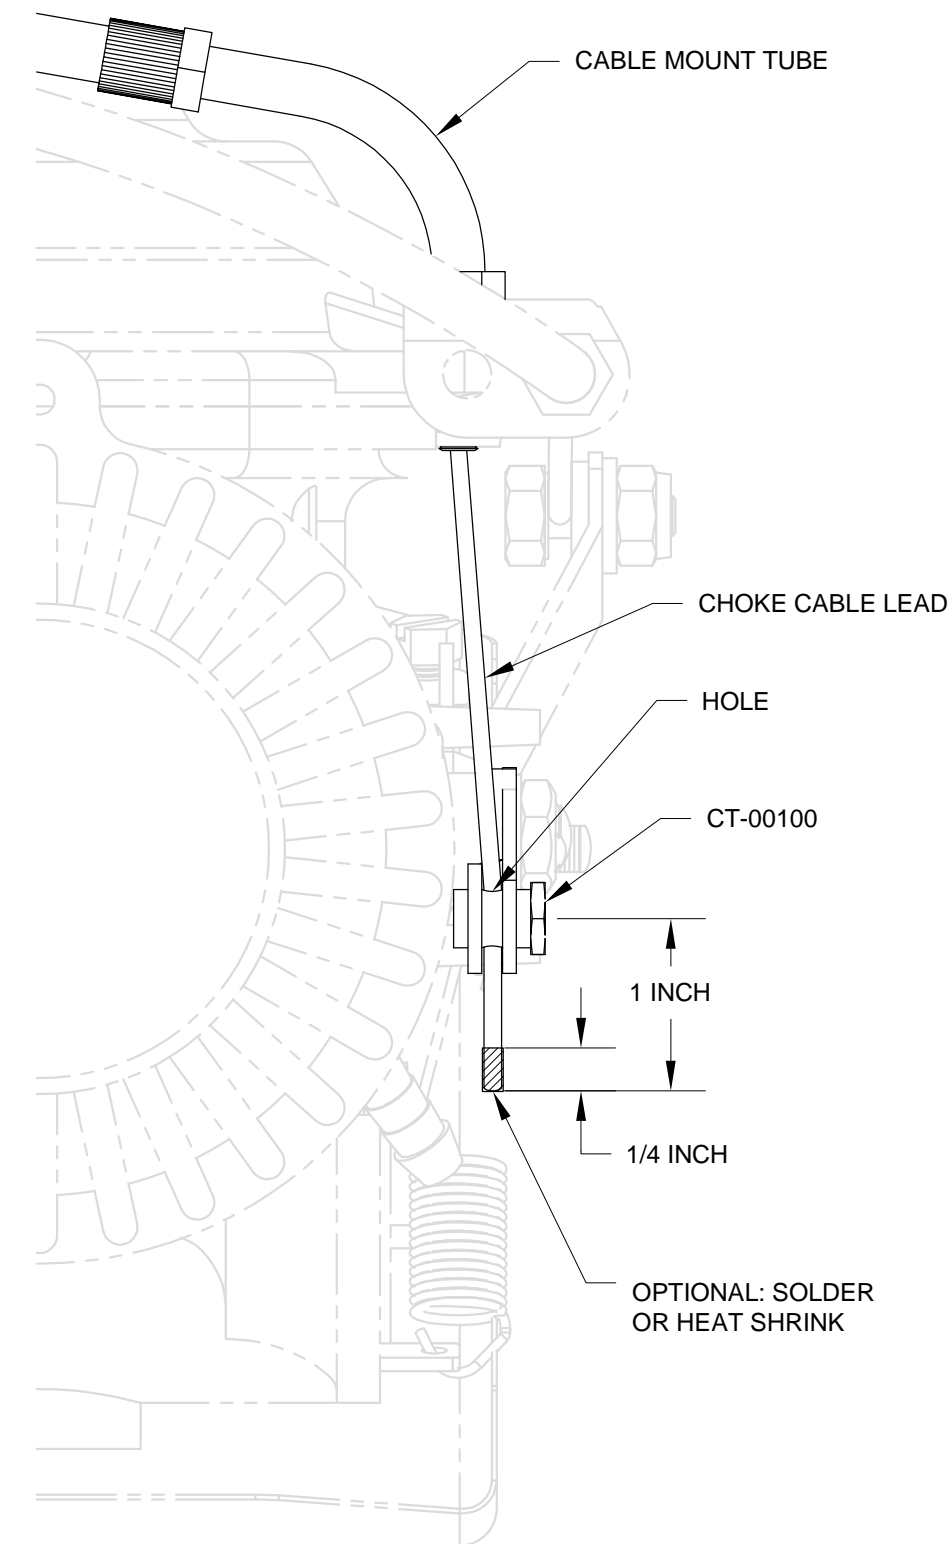 CABLE MOUNT TUBE
CHOKE CABLE LEAD
HOLE
CT-00100
1 INCH
1/4 INCH
OPTIONAL: SOLDER
OR HEAT SHRINK